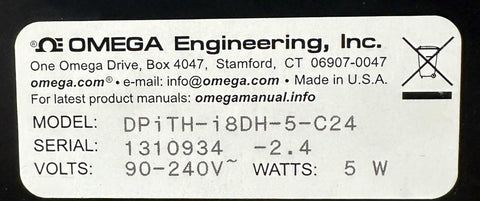 ®Ω OMEGA Engineering, Inc.
One Omega Drive, Box 4047, Stamford, CT 06907-0047
omega.com® • e-mail: info@omega.com • Made in U.S.A.
For latest product manuals: omegamanual.info
MODEL: DPiTH-i8DH-5-C24
SERIAL: 1310934 -2.4
VOLTS: 90-240V~ WATTS: 5 W